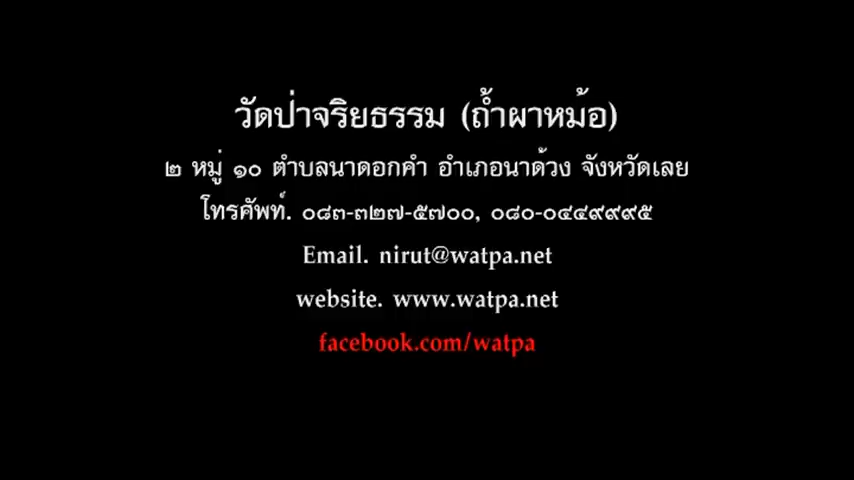 วัดป่าจริยธรรม (ถ้ำผาหม้อ)
๒ หมู่ ๑๐ ตำบลนาดอกคำ อำเภอนาด้วง จังหวัดเลย
โทรศัพท์. ๐๘๓-๓๒๗-๕๗๐๐, ๐๘๐-๐๔๔๙๙๙๕
Email. nirut@watpa.net
website. www.watpa.net
facebook.com/watpa